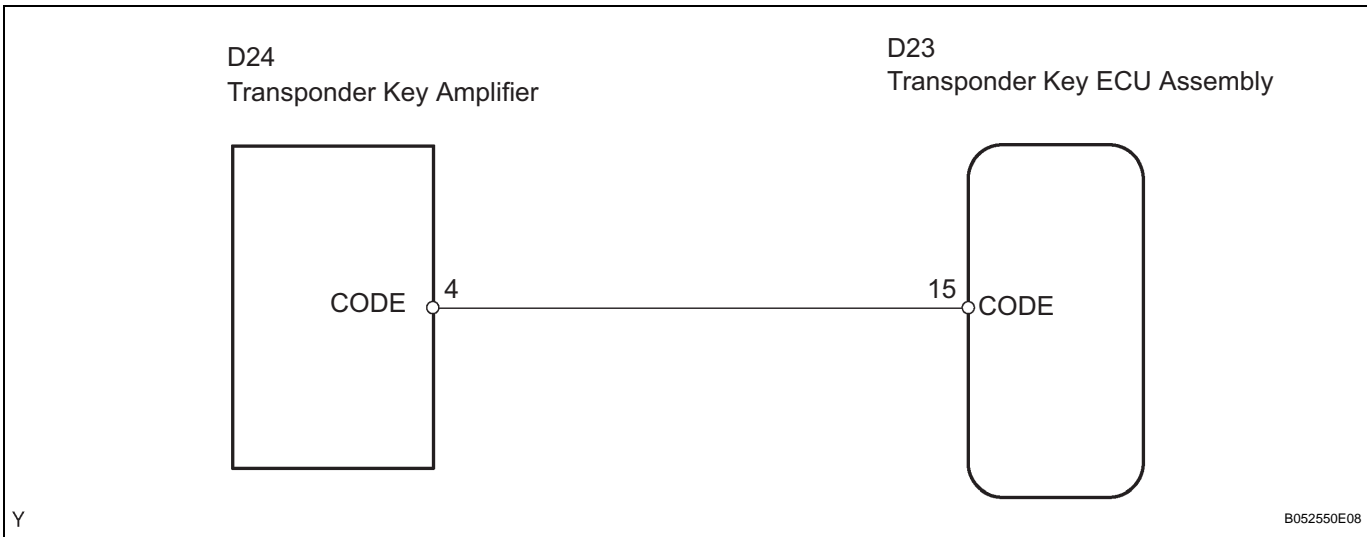 D24
Transponder Key Amplifier
D23
Transponder Key ECU Assembly
CODE
4
15
CODE
Y
B052550E08